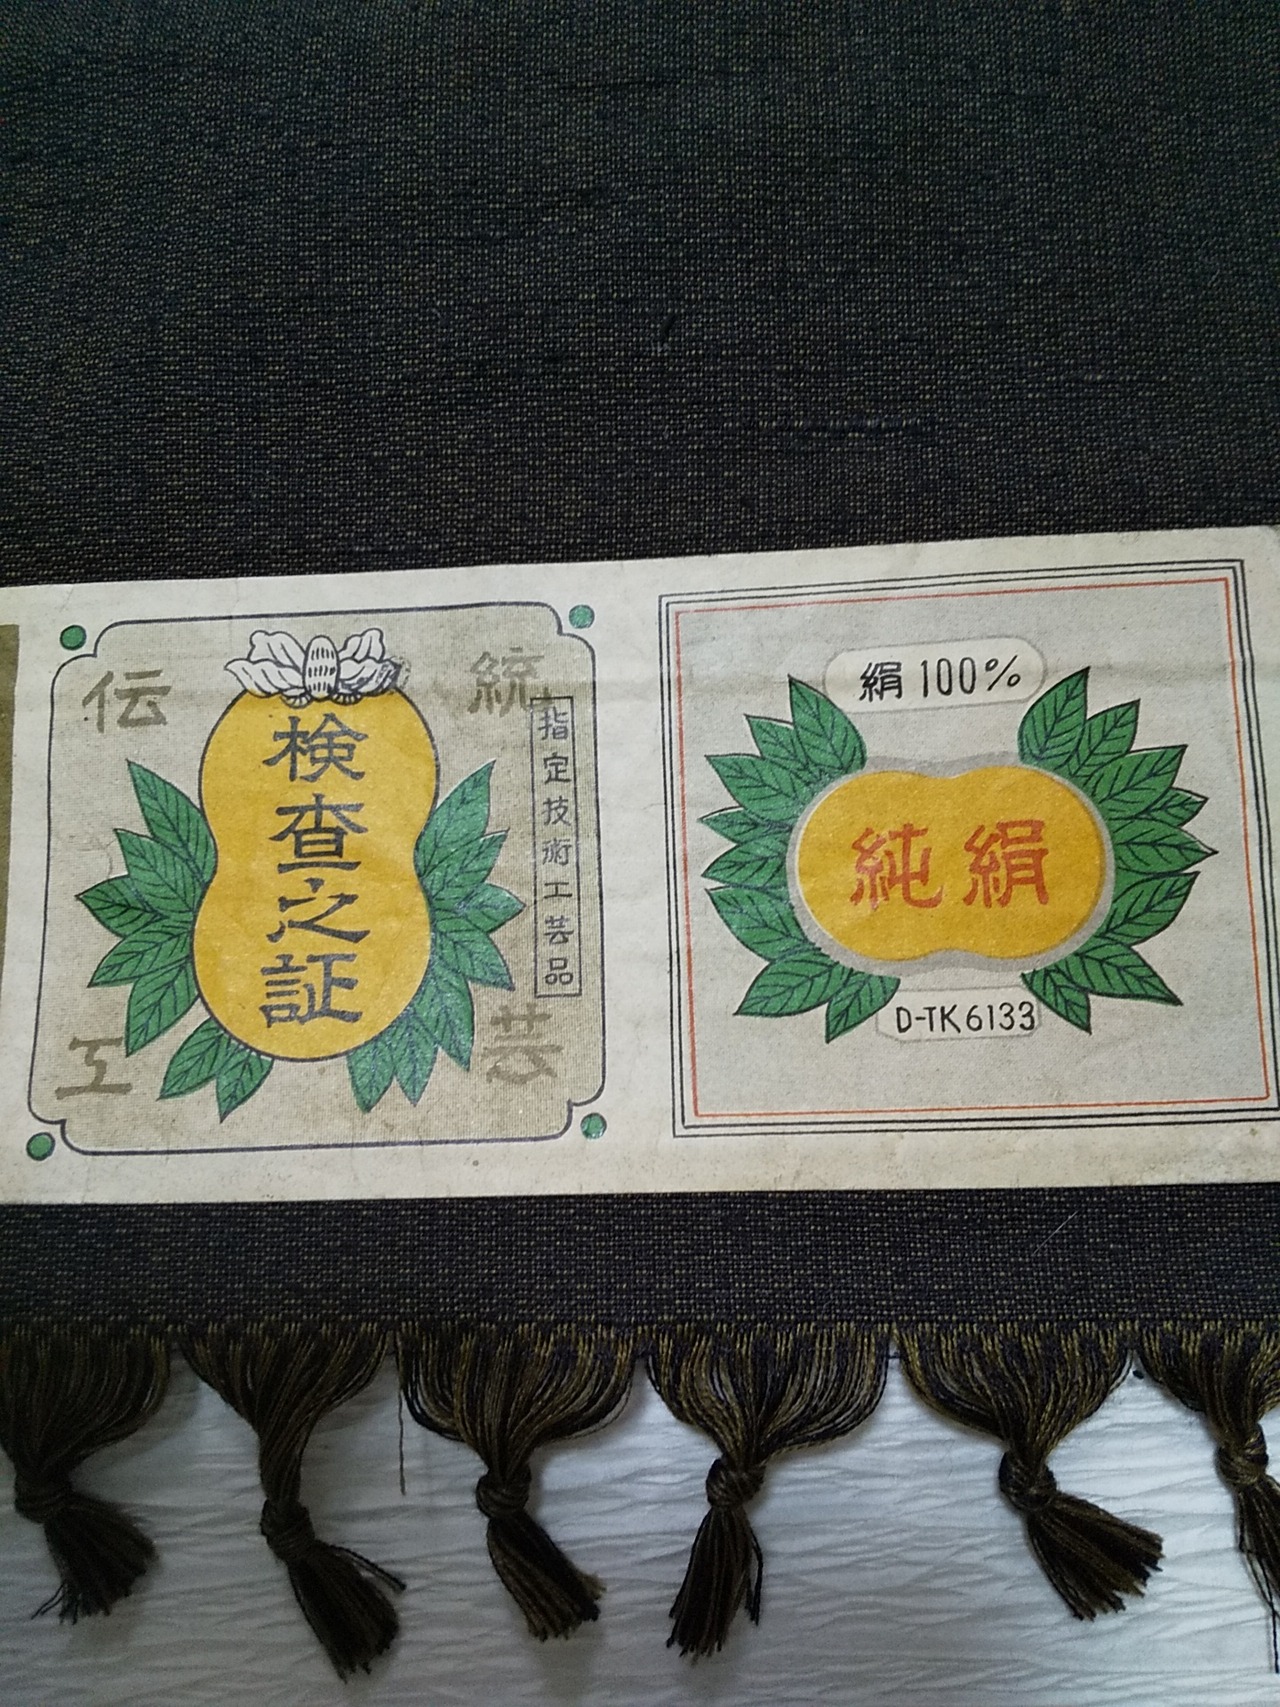 伝統
工芸
検査之証
指定技術工芸品
絹100%
純絹
D-TK6133